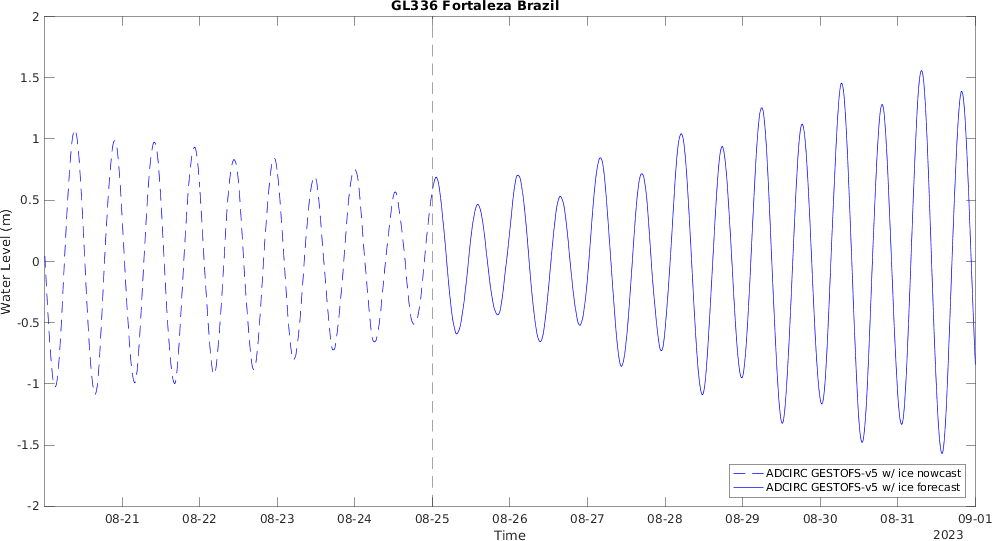 GL336 Fortaleza Brazil
2
1.5
1
0.5
0
-0.5
-1
-1.5
-2
Water Level (m)
ADCIRC GESTOFS-v5 w/ ice nowcast
ADCIRC GESTOFS-v5 w/ ice forecast
08-21 08-22 08-23 08-24 08-25 08-26 08-27 08-28 08-29 08-30 08-31 09-01
Time
2023